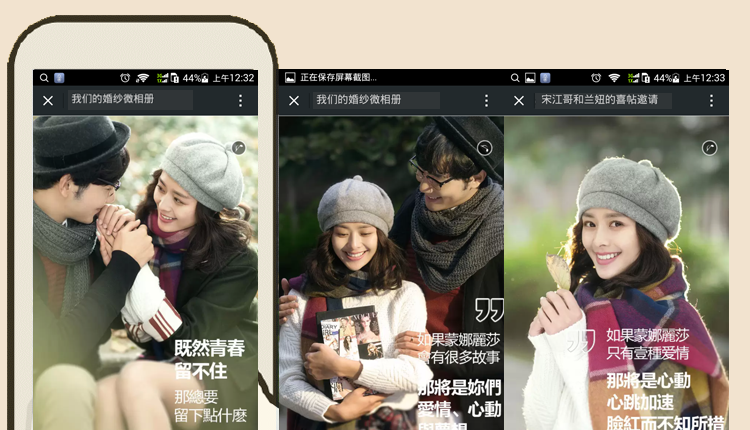 44% 上午12:32
我们的婚纱微相册
既然青春
留不住
那總要
留下點什麽
正在保存屏幕截图...
我们的婚纱微相册
如果蒙娜麗莎
會有很多故事
那將是妳們
愛情、心動
44% 上午12:33
宋江哥和兰妞的喜帖邀请
如果蒙娜麗莎
只有壹種愛情
那將是心動
心跳加速
臉紅而不知所措